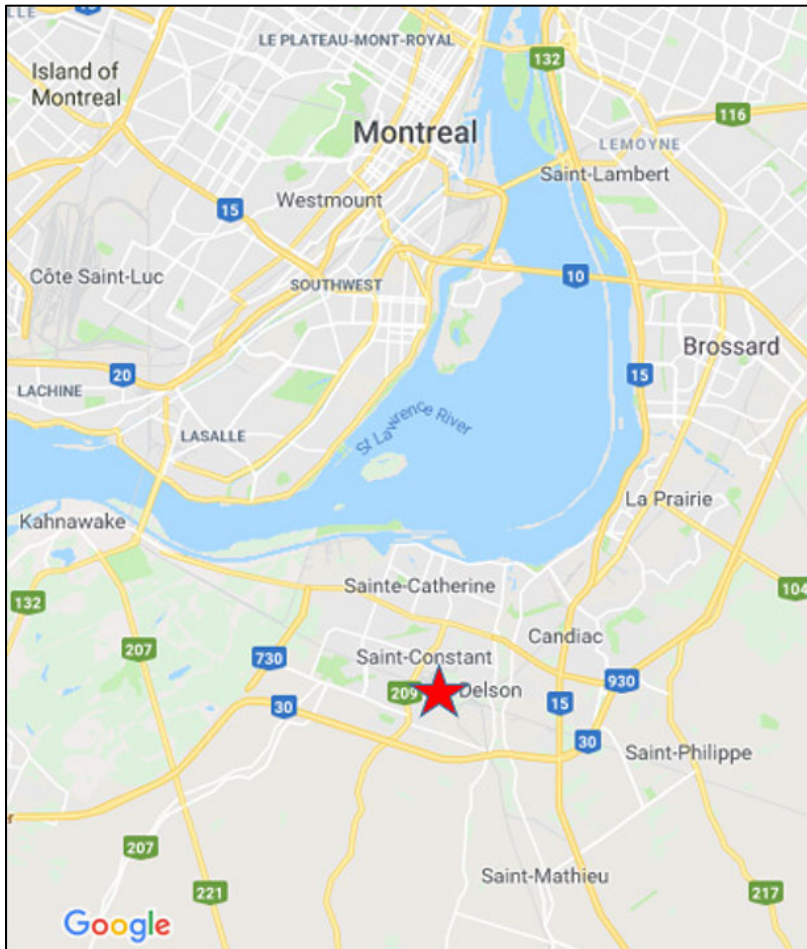 LE PLATEAU-MONT-ROYAL
132
Island of
Montreal
116
Montreal
LEMOYNE
Saint-Lambert
Westmount
15
Côte Saint-Luc
10
SOUTHWEST
Brossard
20
15
LACHINE
St Lawrence River
LASALLE
La Prairie
Kahnawake
Sainte-Catherine
104
132
207
Candiac
730
Saint-Constant
930
209
Delson
15
30
30
Saint-Philippe
207
Saint-Mathieu
221
217
Google